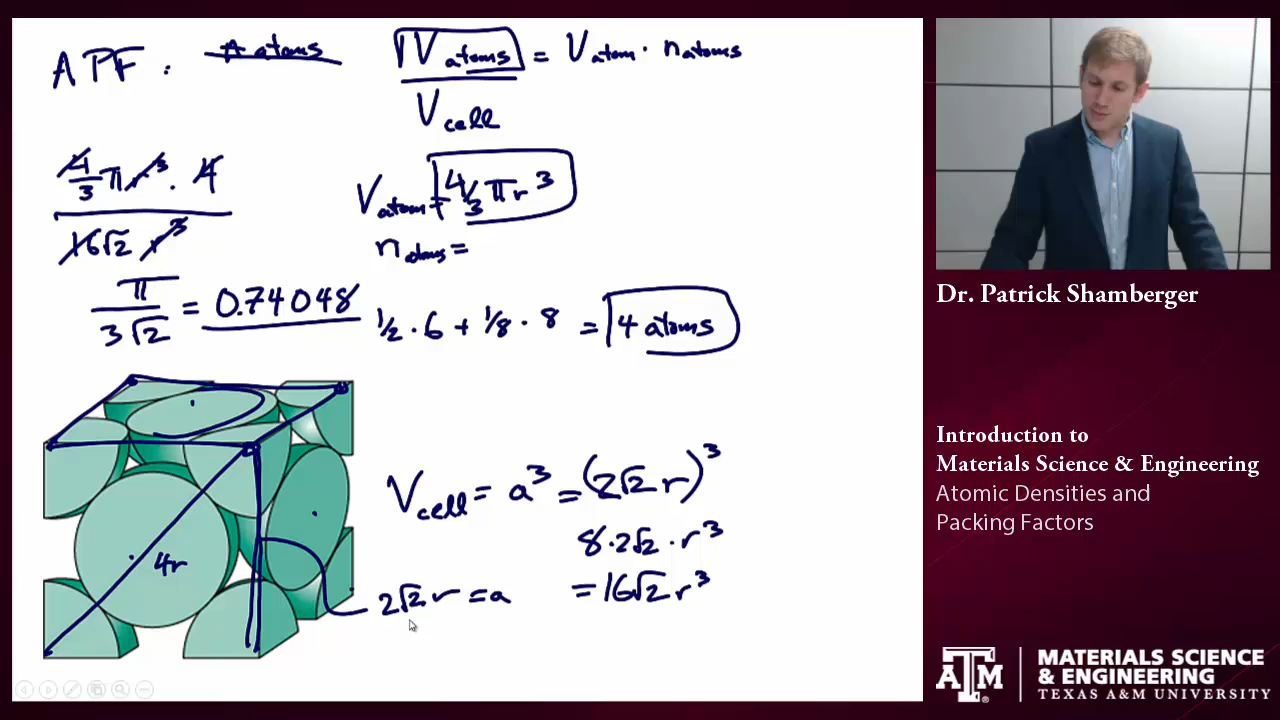 APF: # atoms
V atoms = V atom · n atoms
V cell
4/3 πr³ · 4
16√2 r³
V atom = 4/3 πr³
n atoms =
π / 3√2 = 0.74048
1/2 · 6 + 1/8 · 8 = 4 atoms
4r
V cell = a³ = (2√2 r)³
8·2√2 · r³
= 16√2 r³
2√2 r = a
Dr. Patrick Shamberger
Introduction to
Materials Science & Engineering
Atomic Densities and
Packing Factors
ATM
MATERIALS SCIENCE
& ENGINEERING
TEXAS A&M UNIVERSITY